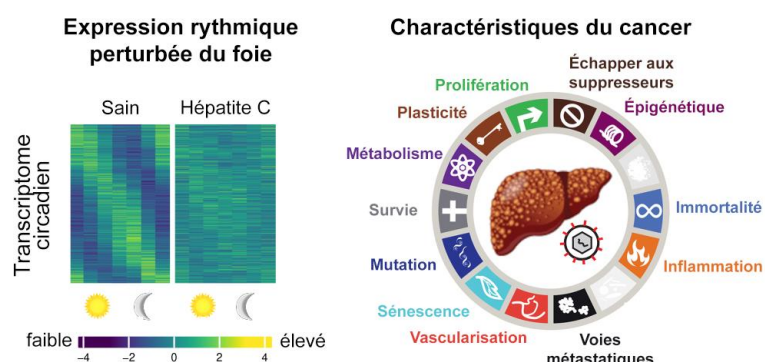 Expression rythmique
perturbée du foie
Sain
Hépatite C
Transcriptome
circadien
faible
élevé
-4
-2
0
2
4
Caractéristiques du cancer
Échapper aux
suppresseurs
Prolifération
Épigénétique
Plasticité
Métabolisme
Survie
Immortalité
Mutation
Inflammation
Sénescence
Vascularisation
Voies
métastatiques